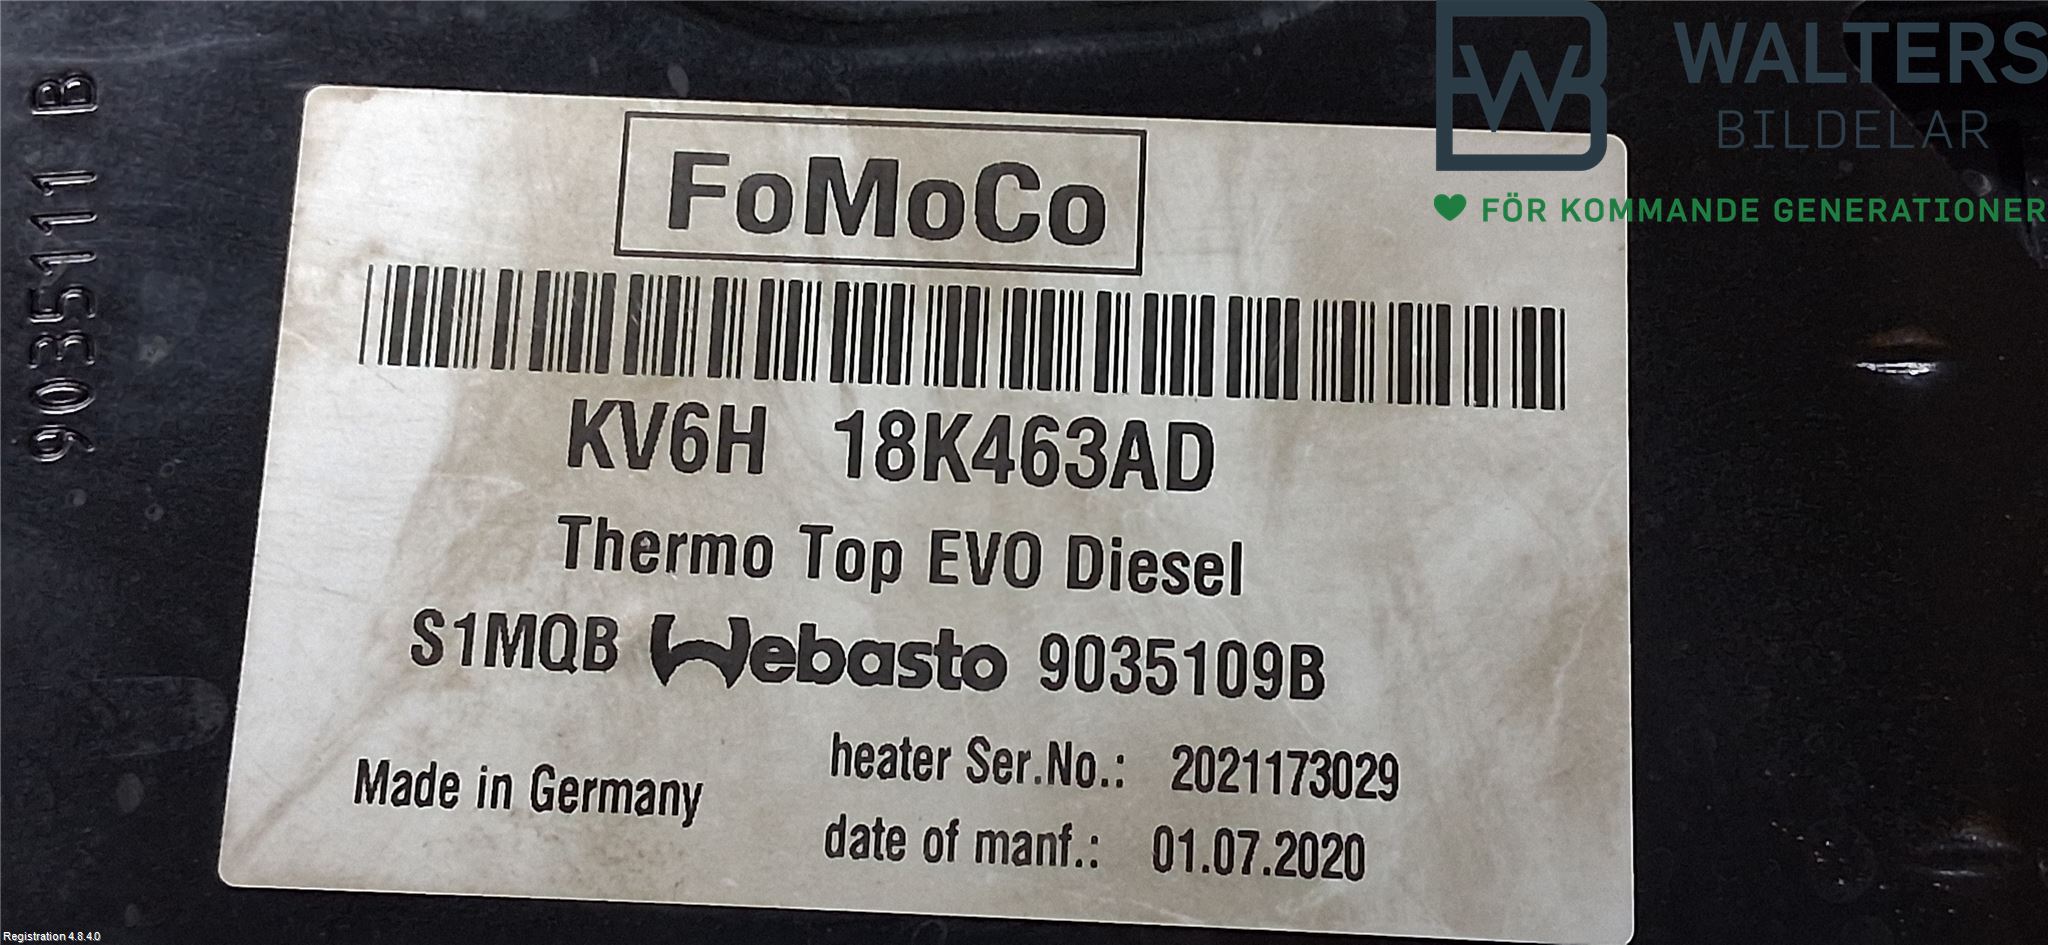 WALTERS
BILDELAR
FÖR KOMMANDE GENERATIONER
9035111 B
FoMoCo
KV6H 18K463AD
Thermo Top EVO Diesel
S1MQB Webasto 9035109B
Made in Germany
heater Ser.No.: 2021173029
date of manf.: 01.07.2020
Registration 4.8.4.0